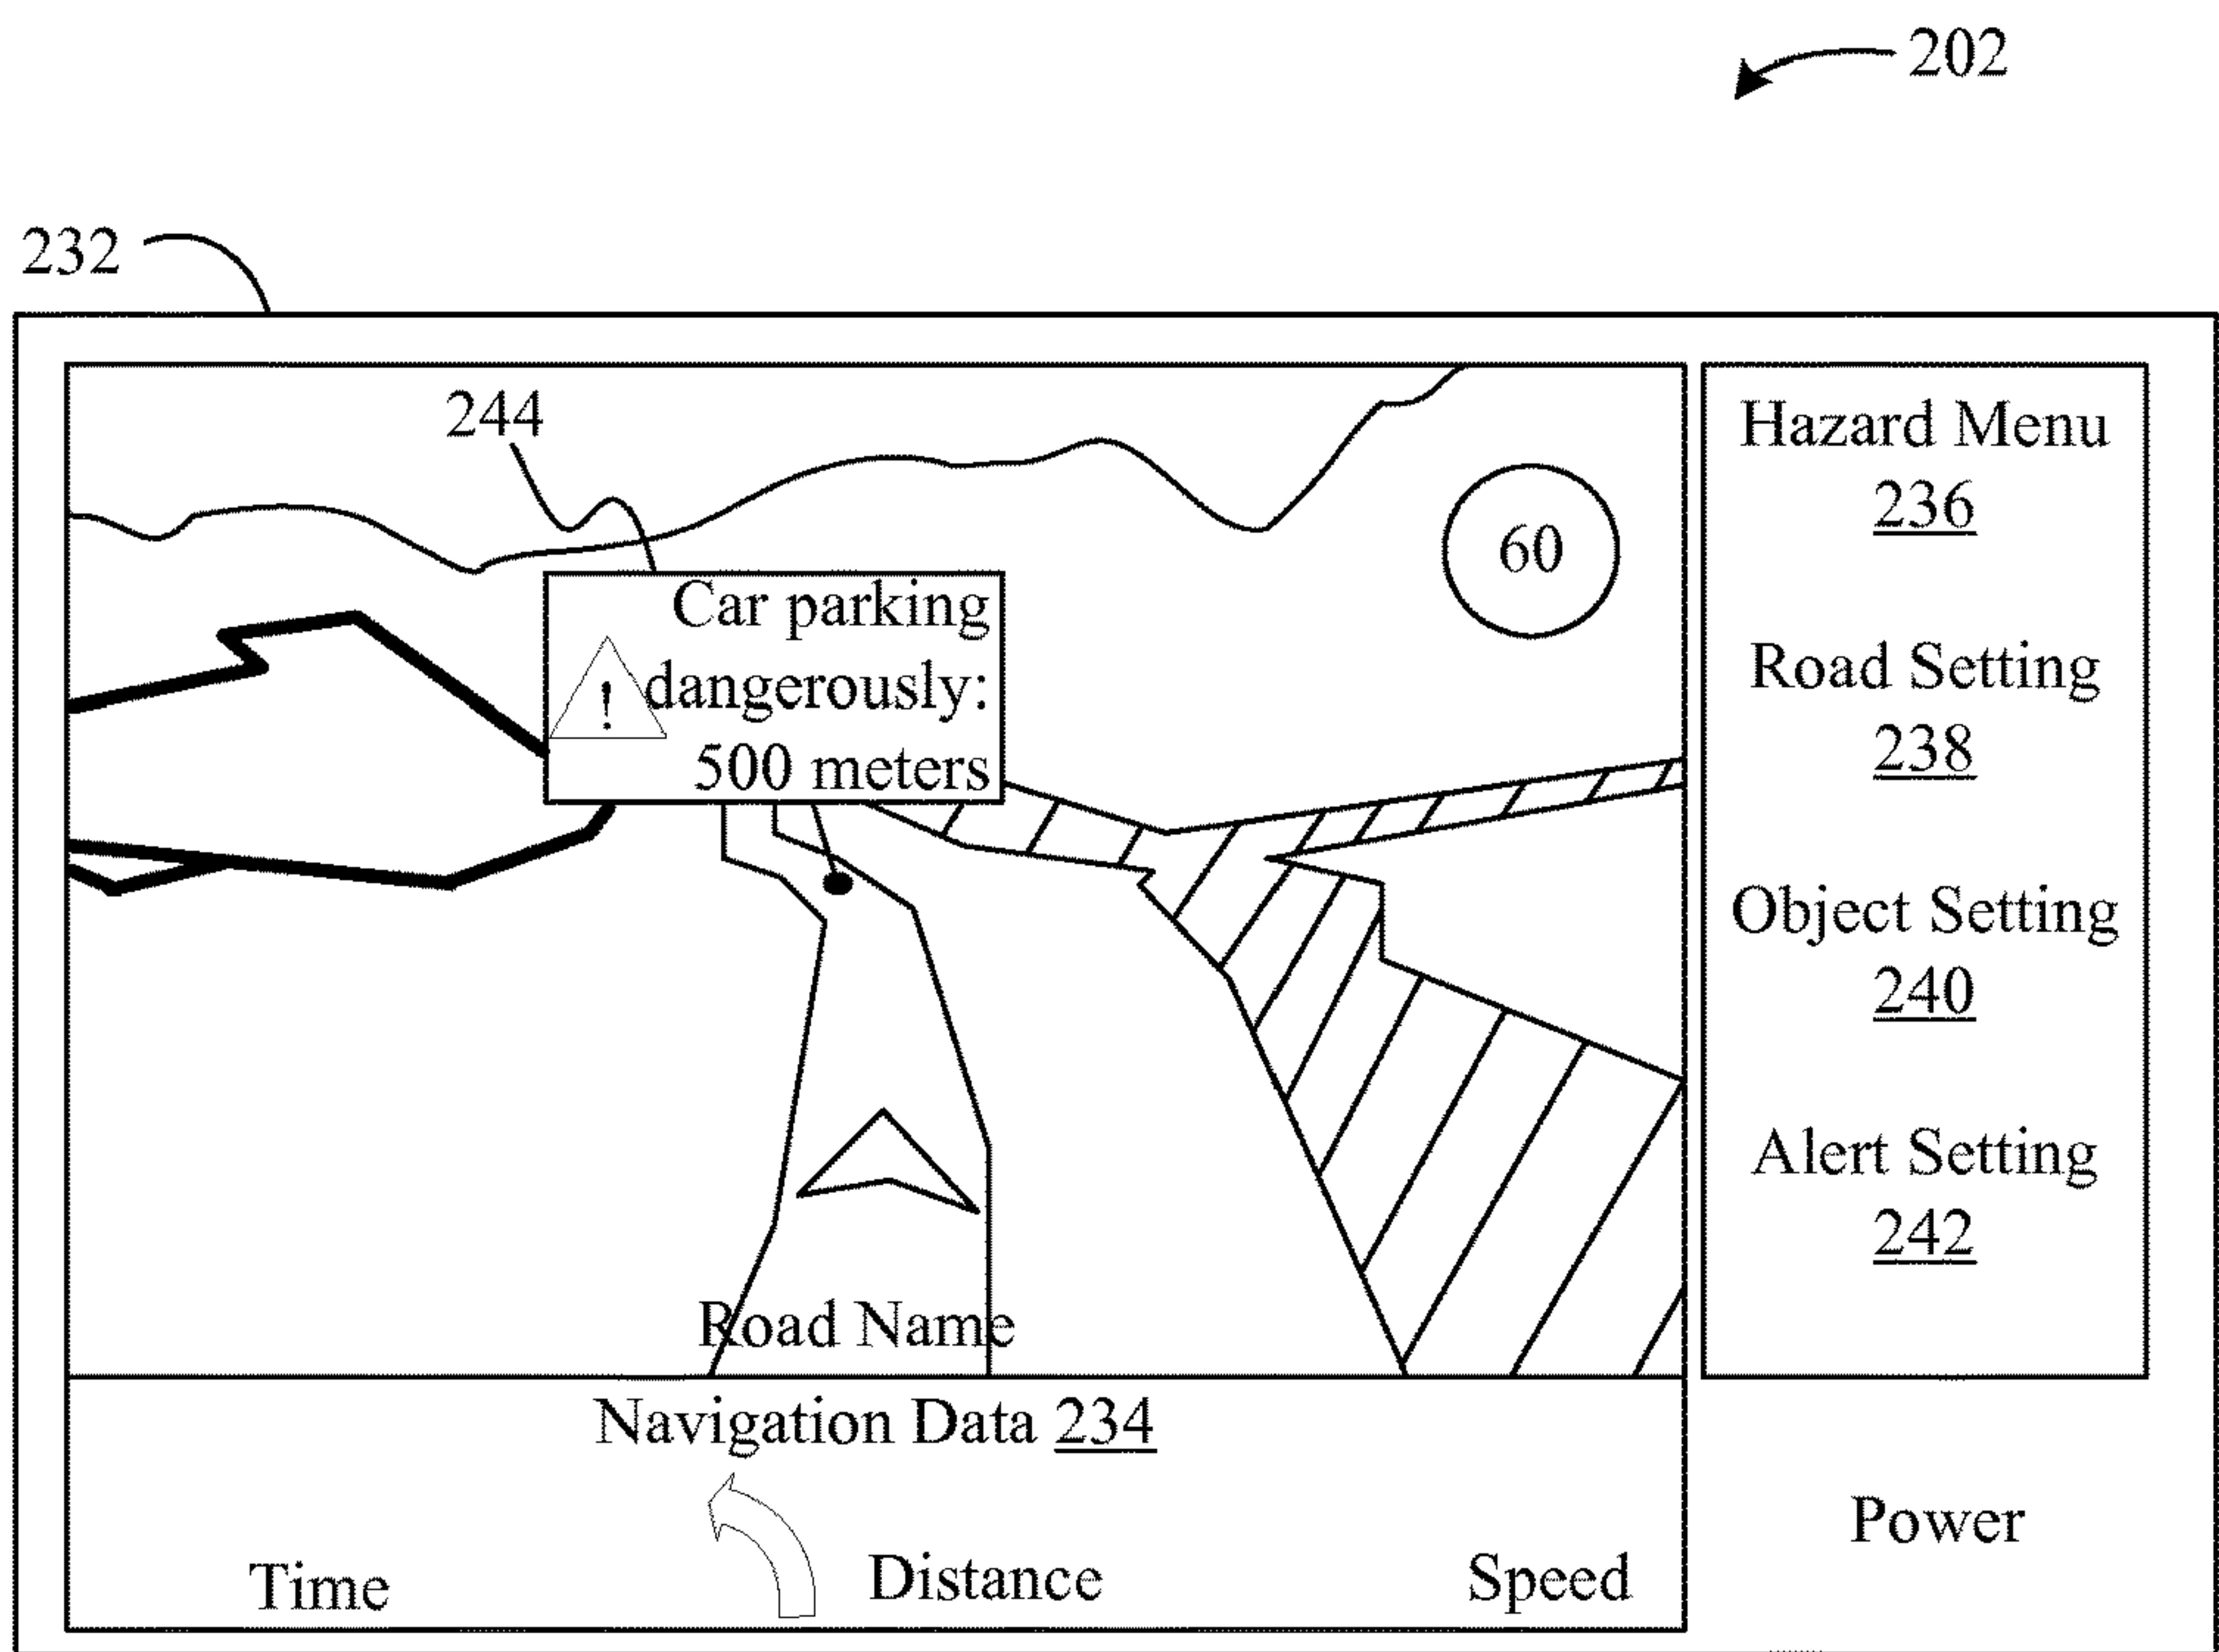 202
232
244
Car parking
dangerously:
500 meters
!
60
Road Name
Hazard Menu
236
Road Setting
238
Object Setting
240
Alert Setting
242
Navigation Data 234
Time
Distance
Speed
Power